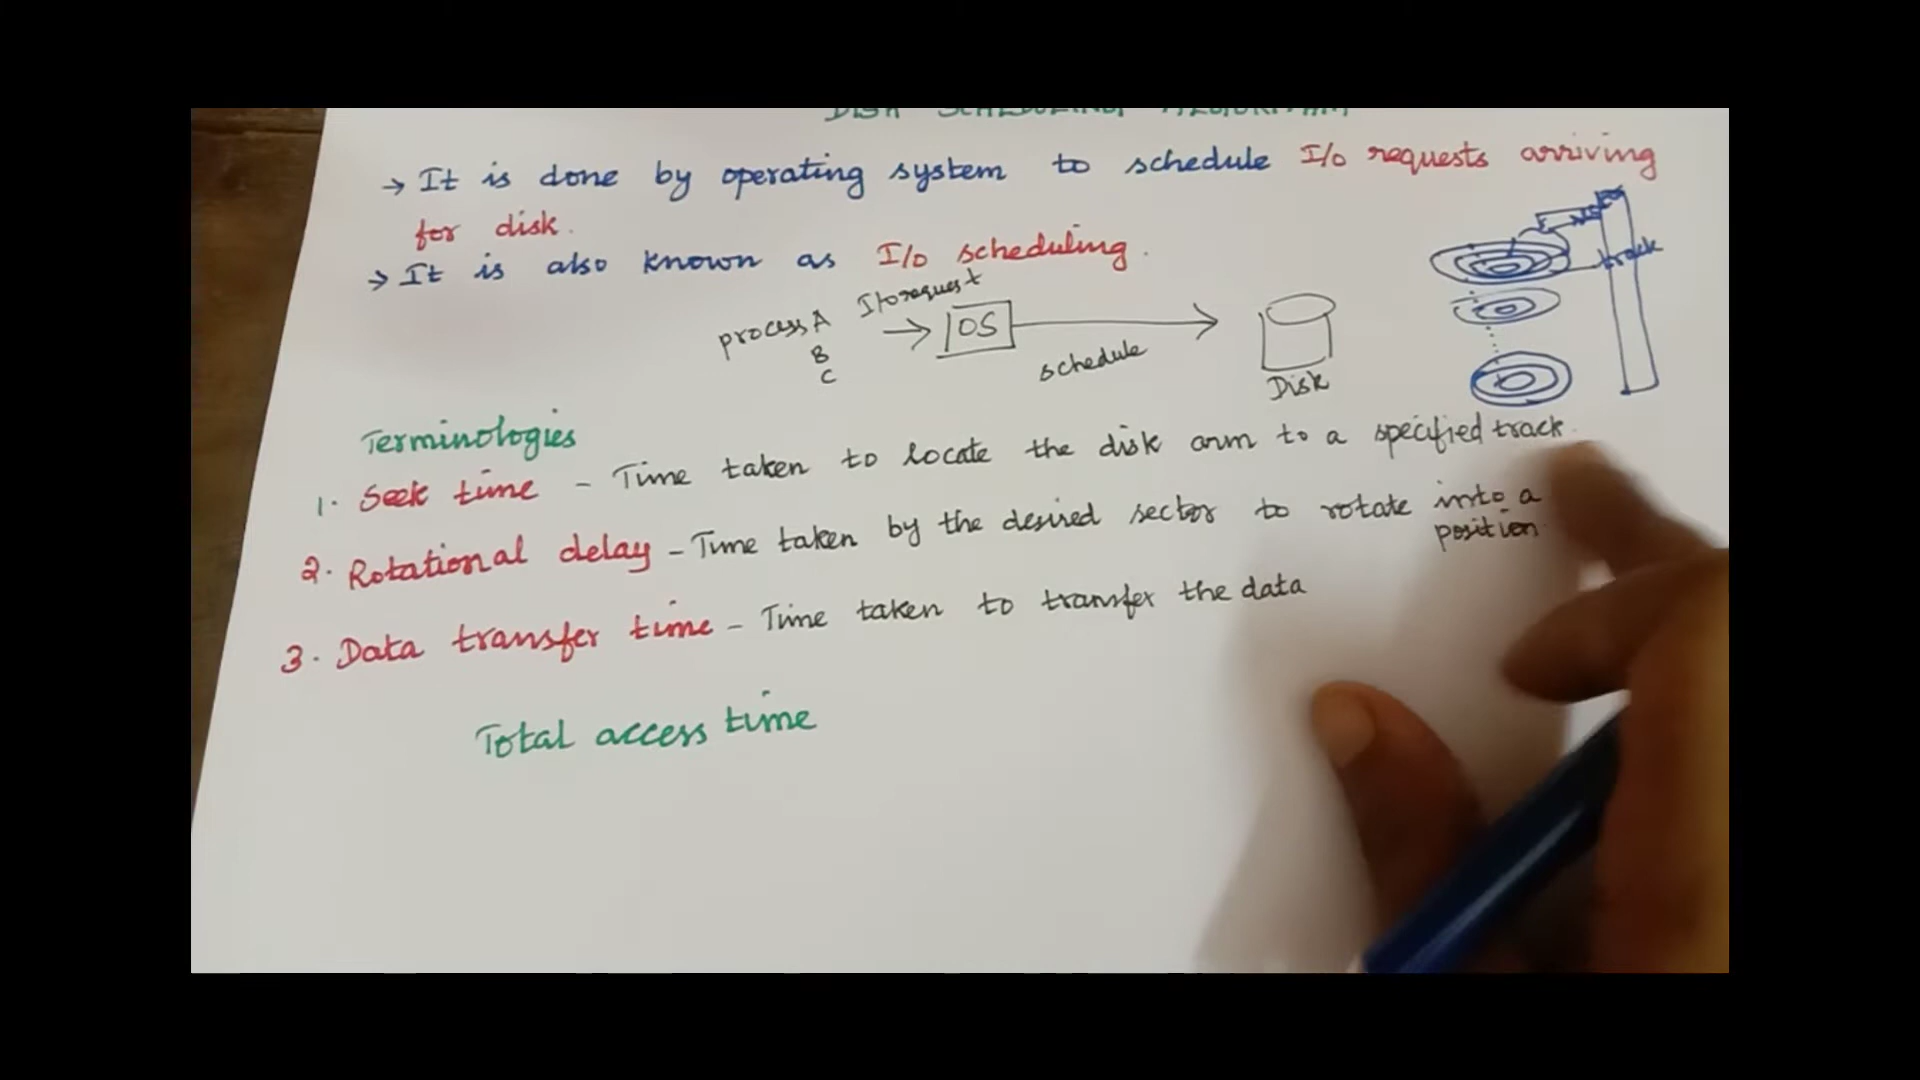 DISK SCHEDULING ALGORITHM
→ It is done by operating system to schedule I/o requests arriving
for disk.
→ It is also known as I/o scheduling.
process A
B
C
I/o request
→ OS
schedule
Disk
track
Terminologies
1. Seek time - Time taken to locate the disk arm to a specified track.
2. Rotational delay - Time taken by the desired sector to rotate into a
position
3. Data transfer time - Time taken to transfer the data
Total access time